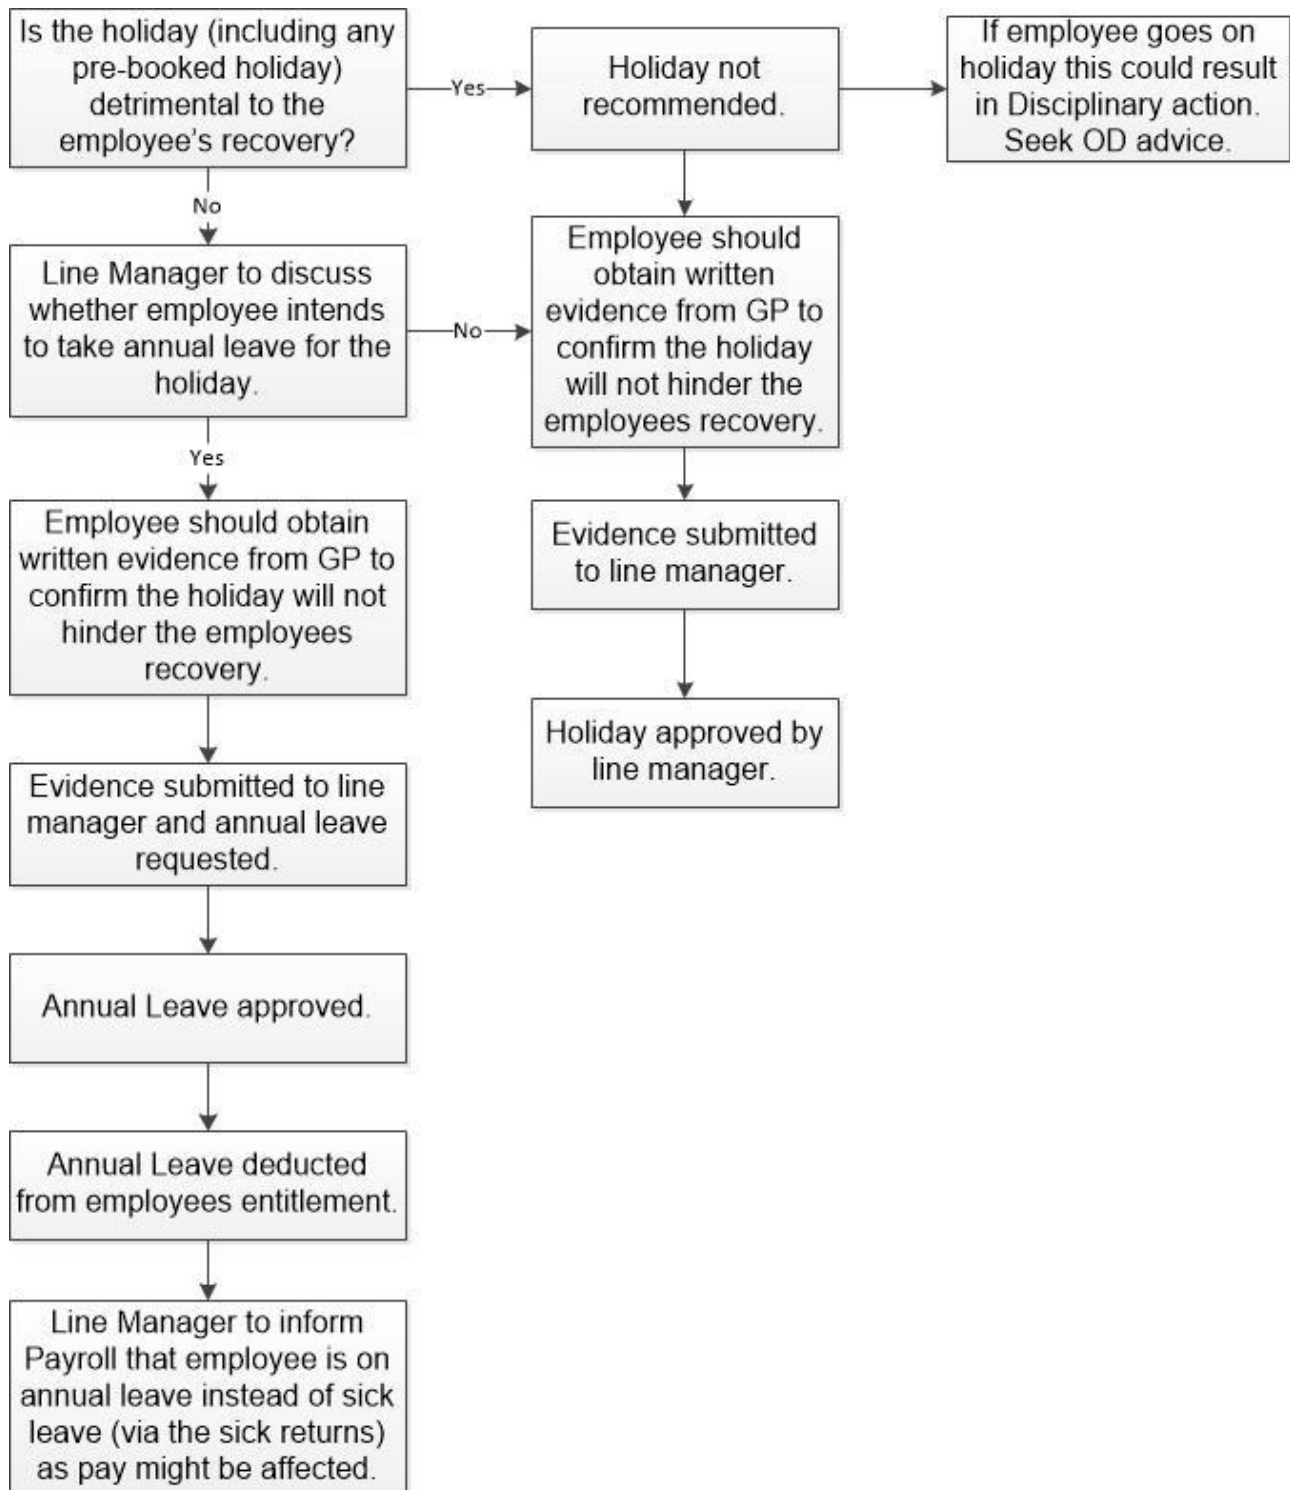 Is the holiday (including any
pre-booked holiday)
detrimental to the
employee’s recovery?
Yes
Holiday not
recommended.
If employee goes on
holiday this could result
in Disciplinary action.
Seek OD advice.
No
Line Manager to discuss
whether employee intends
to take annual leave for the
holiday.
No
Employee should
obtain written
evidence from GP to
confirm the holiday
will not hinder the
employees recovery.
Yes
Employee should obtain
written evidence from GP to
confirm the holiday will not
hinder the employees
recovery.
Evidence submitted
to line manager.
Holiday approved by
line manager.
Evidence submitted to line
manager and annual leave
requested.
Annual Leave approved.
Annual Leave deducted
from employees entitlement.
Line Manager to inform
Payroll that employee is on
annual leave instead of sick
leave (via the sick returns)
as pay might be affected.